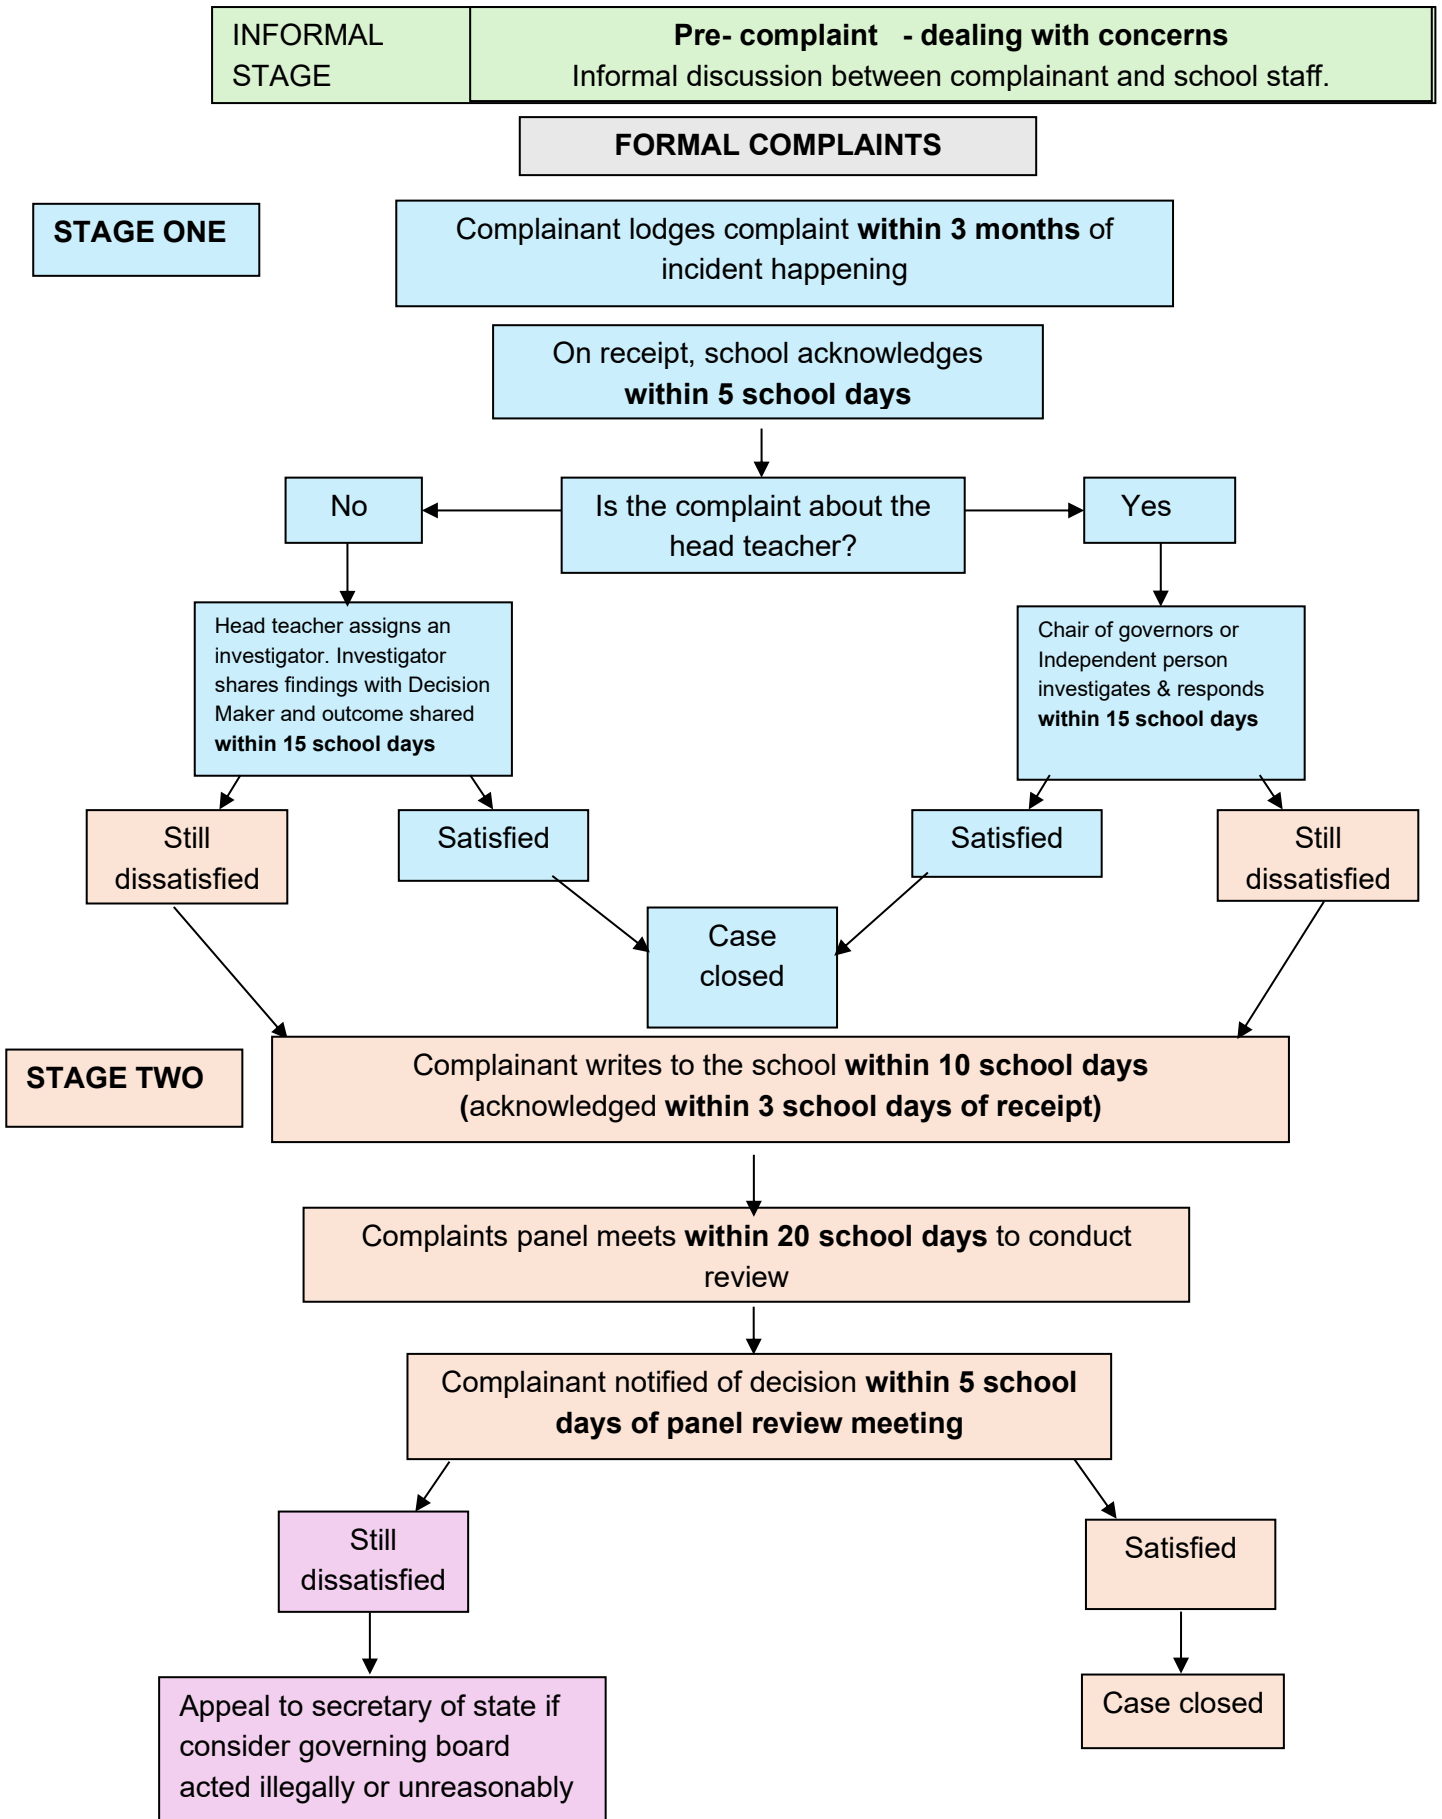 INFORMAL
STAGE
Pre- complaint   - dealing with concerns
Informal discussion between complainant and school staff.
FORMAL COMPLAINTS
STAGE ONE
Complainant lodges complaint within 3 months of
incident happening
On receipt, school acknowledges
within 5 school days
No
Is the complaint about the
head teacher?
Yes
Head teacher assigns an
investigator. Investigator
shares findings with Decision
Maker and outcome shared
within 15 school days
Chair of governors or
Independent person
investigates & responds
within 15 school days
Still
dissatisfied
Satisfied
Satisfied
Still
dissatisfied
Case
closed
STAGE TWO
Complainant writes to the school within 10 school days
(acknowledged within 3 school days of receipt)
Complaints panel meets within 20 school days to conduct
review
Complainant notified of decision within 5 school
days of panel review meeting
Still
dissatisfied
Satisfied
Appeal to secretary of state if
consider governing board
acted illegally or unreasonably
Case closed